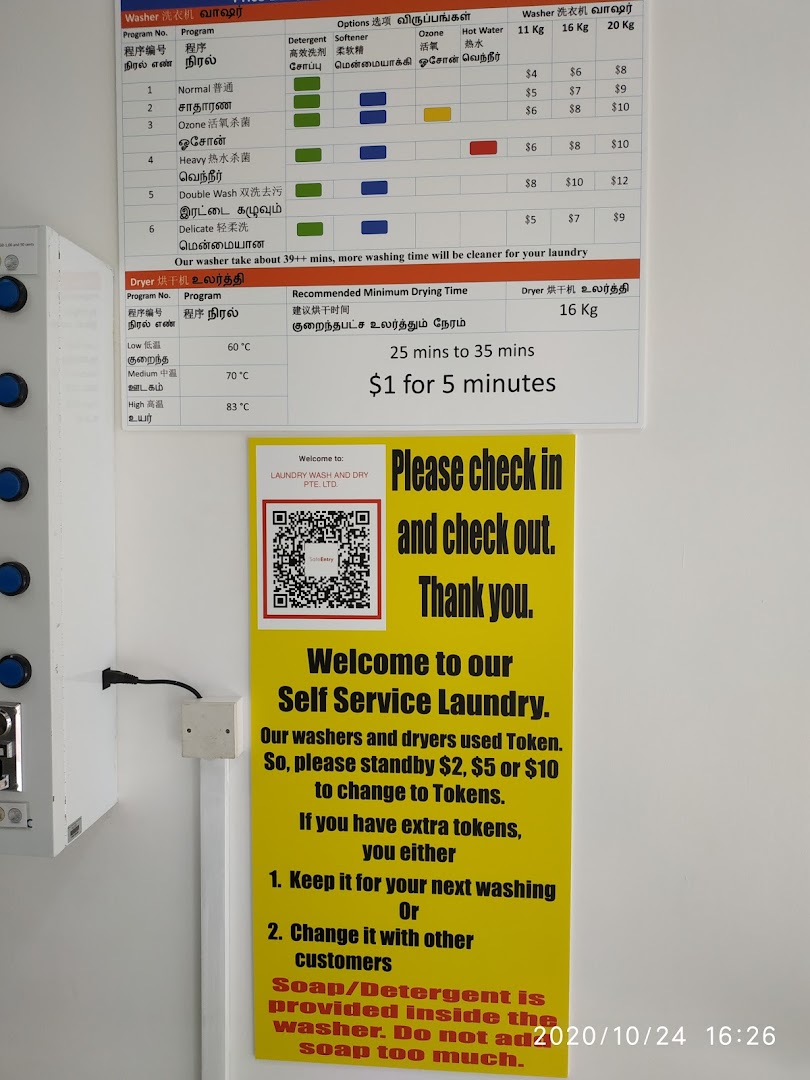 Washer 洗衣机 வாஷர்
Options 选项 விருப்பங்கள்
Washer 洗衣机 வாஷர்
Program No.
程序编号
நிரல் எண்
Program
程序
நிரல்
Detergent
高效洗剂
சோப்பு
Softener
柔软精
மென்மையாக்கி
Ozone
活氧
ஓசோன்
Hot Water
热水
வெந்நீர்
11 Kg 16 Kg 20 Kg
1 Normal 普通 $4 $6 $8
சாதாரண
2 $5 $7 $9
3 Ozone 活氧杀菌 $6 $8 $10
ஓசோன்
4 Heavy 热水杀菌 $6 $8 $10
வெந்நீர்
5 Double Wash 双洗去污 $8 $10 $12
இரட்டை கழுவும்
6 Delicate 轻柔洗 $5 $7 $9
மென்மையான
Our washer take about 39++ mins, more washing time will be cleaner for your laundry
Dryer 烘干机 உலர்த்தி
Program No.
程序编号
நிரல் எண்
Program
程序 நிரல்
Recommended Minimum Drying Time
建议烘干时间
குறைந்தபட்ச உலர்த்தும் நேரம்
Dryer 烘干机 உலர்த்தி
16 Kg
Low 低温 60 °C
குறைந்த
Medium 中温 70 °C
ஊடகம்
High 高温 83 °C
உயர்
25 mins to 35 mins
$1 for 5 minutes
Welcome to:
LAUNDRY WASH AND DRY
PTE. LTD.
SafeEntry
Please check in
and check out.
Thank you.
Welcome to our
Self Service Laundry.
Our washers and dryers used Token.
So, please standby $2, $5 or $10
to change to Tokens.
If you have extra tokens,
you either
1. Keep it for your next washing
Or
2. Change it with other
customers
Soap/Detergent is
provided inside the
washer. Do not add
soap too much.
2020/10/24 16:26